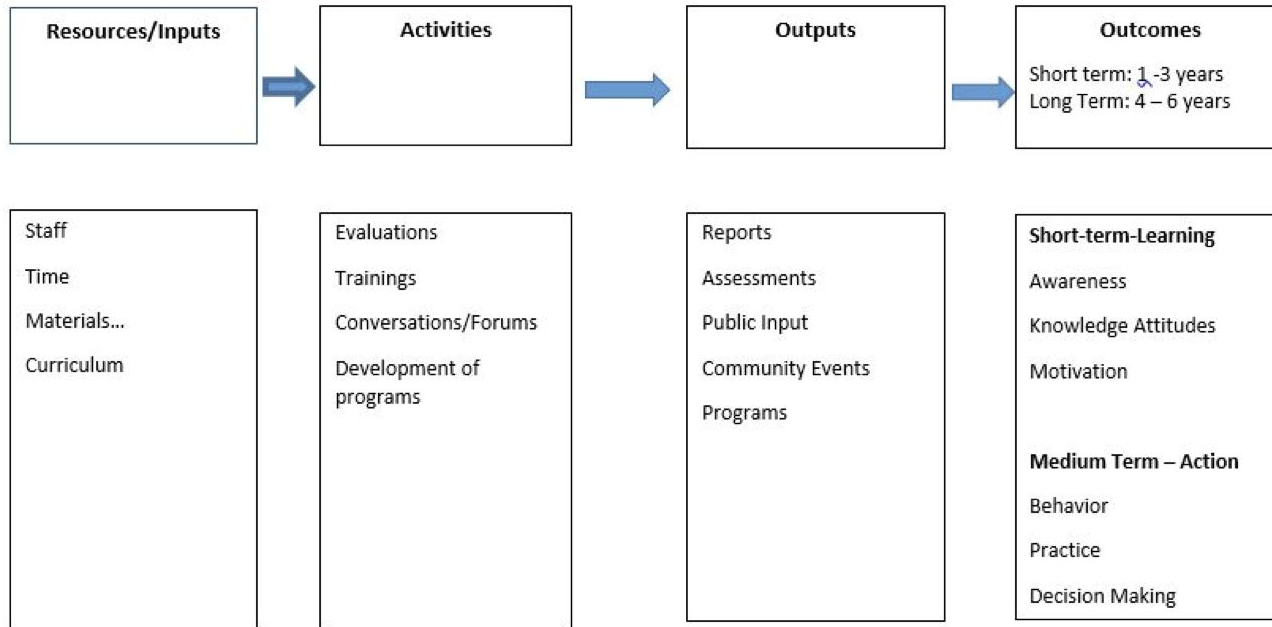 Resources/Inputs
Activities
Outputs
Outcomes
Short term: 1 -3 years
Long Term: 4 – 6 years
Staff
Time
Materials...
Curriculum
Evaluations
Trainings
Conversations/Forums
Development of
programs
Reports
Assessments
Public Input
Community Events
Programs
Short-term-Learning
Awareness
Knowledge Attitudes
Motivation
Medium Term – Action
Behavior
Practice
Decision Making